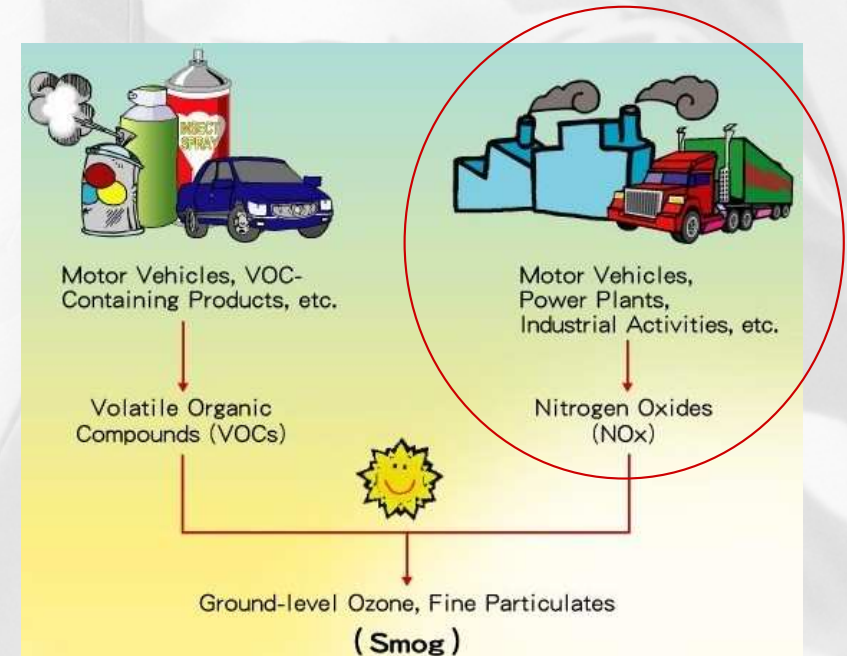 INSECT
SPRAY
Motor Vehicles, VOC-
Containing Products, etc.
Motor Vehicles,
Power Plants,
Industrial Activities, etc.
Volatile Organic
Compounds (VOCs)
Nitrogen Oxides
(NOx)
Ground-level Ozone, Fine Particulates
(Smog)